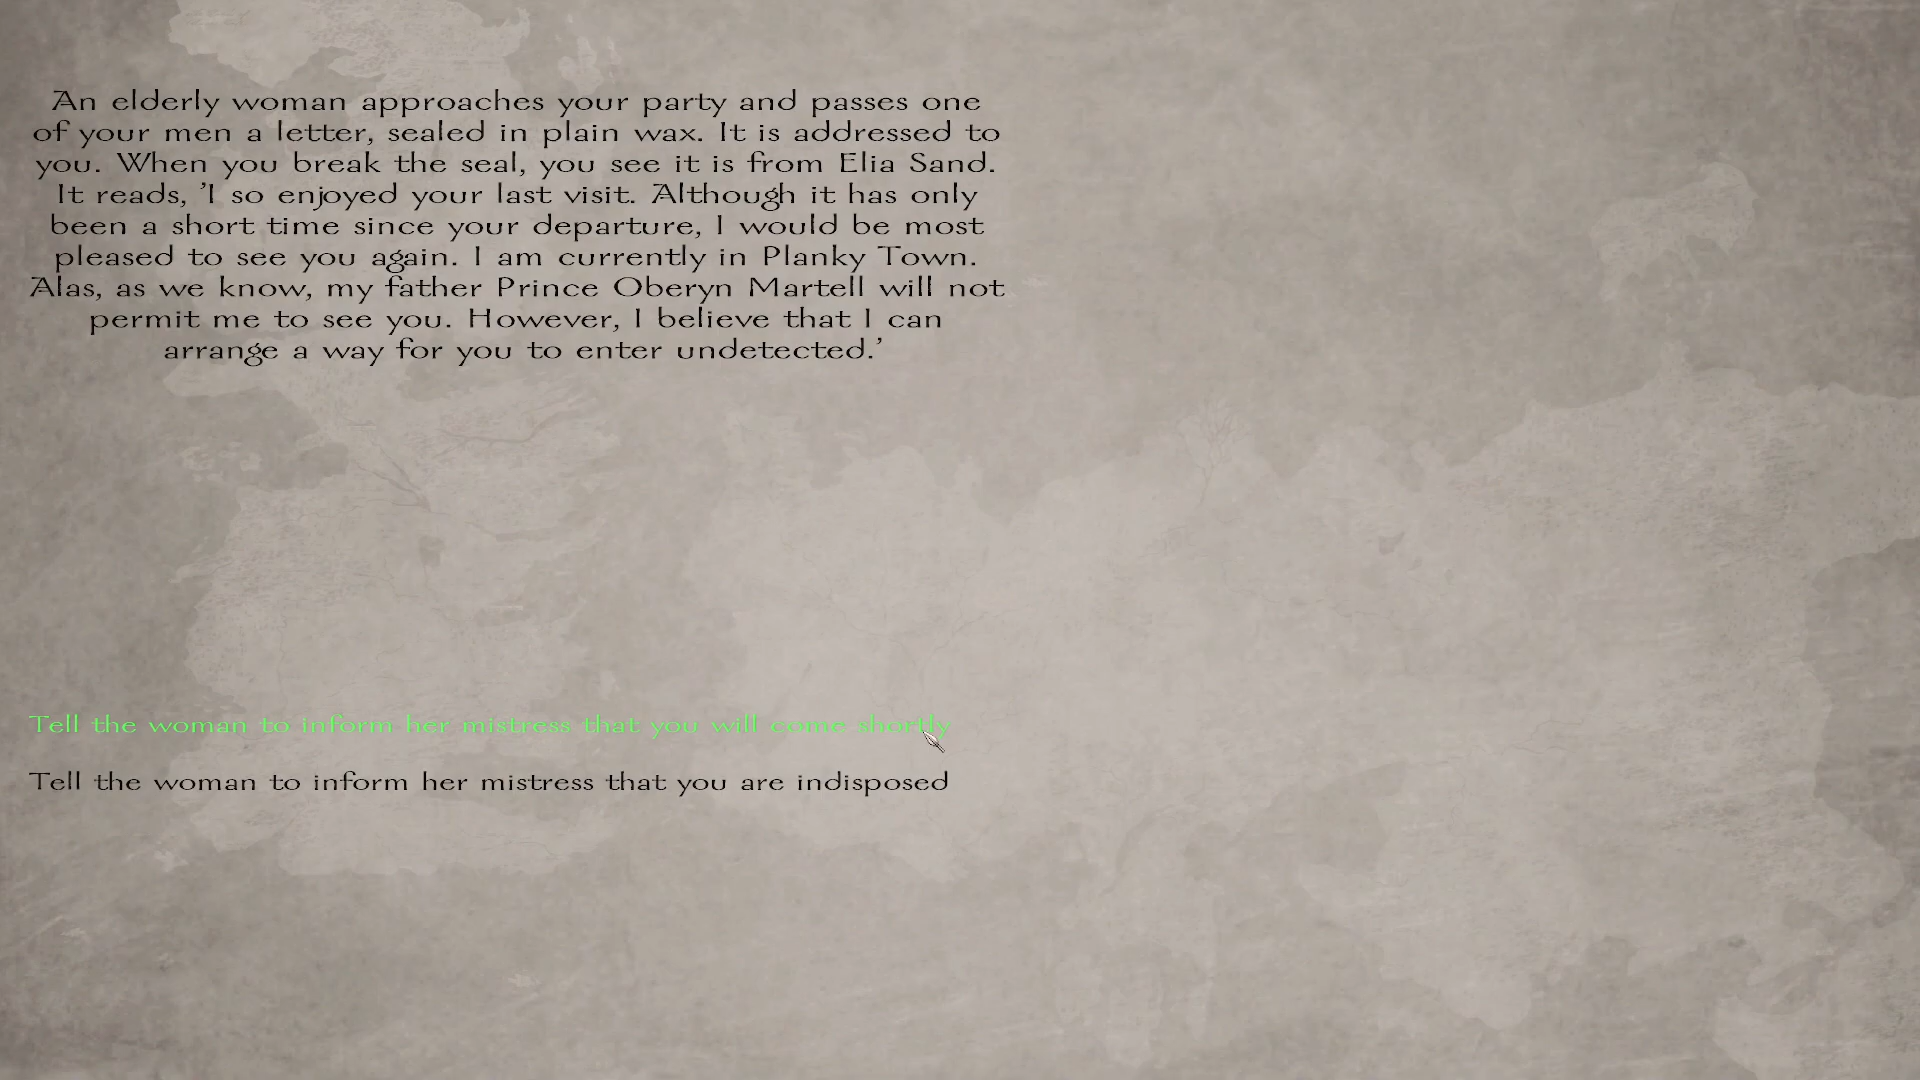 An elderly woman approaches your party and passes one
of your men a letter, sealed in plain wax. It is addressed to
you. When you break the seal, you see it is from Elia Sand.
It reads, 'I so enjoyed your last visit. Although it has only
been a short time since your departure, I would be most
pleased to see you again. I am currently in Planky Town.
Alas, as we know, my father Prince Oberyn Martell will not
permit me to see you. However, I believe that I can
arrange a way for you to enter undetected.'
Tell the woman to inform her mistress that you will come shortly
Tell the woman to inform her mistress that you are indisposed